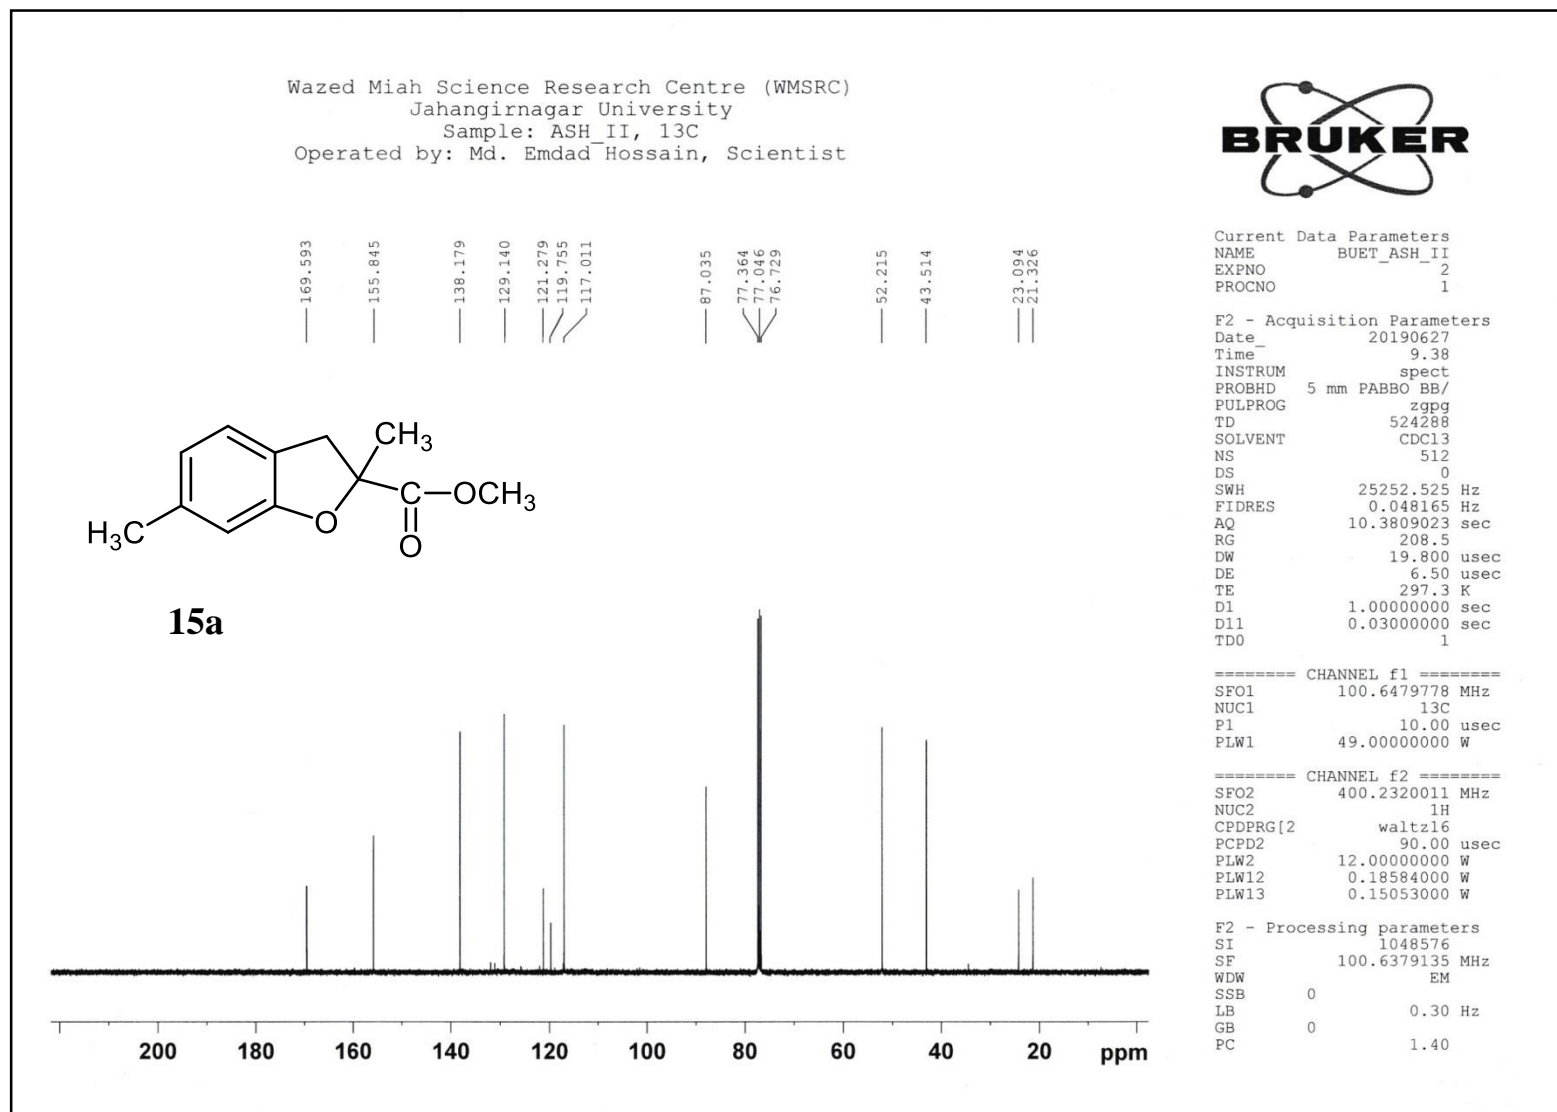 Wazed Miah Science Research Centre (WMSRC)
Jahangirnagar University
Sample: ASH_II, 13C
Operated by: Md. Emdad Hossain, Scientist
BRUKER
169.593
155.845
138.179
129.140
121.279
119.755
117.011
87.035
77.364
77.046
76.729
52.215
43.514
23.094
21.326
CH3
C
OCH3
O
O
H3C
15a
200 180 160 140 120 100 80 60 40 20 ppm
Current Data Parameters
NAME BUET_ASH_II
EXPNO 2
PROCNO 1
F2 - Acquisition Parameters
Date_ 20190627
Time 9.38
INSTRUM spect
PROBHD 5 mm PABBO BB/
PULPROG zgpg
TD 524288
SOLVENT CDCl3
NS 512
DS 0
SWH 25252.525 Hz
FIDRES 0.048165 Hz
AQ 10.3809023 sec
RG 208.5
DW 19.800 usec
DE 6.50 usec
TE 297.3 K
D1 1.00000000 sec
D11 0.03000000 sec
TD0 1
======== CHANNEL f1 ========
SFO1 100.6479778 MHz
NUC1 13C
P1 10.00 usec
PLW1 49.00000000 W
======== CHANNEL f2 ========
SFO2 400.2320011 MHz
NUC2 1H
CPDPRG[2 waltz16
PCPD2 90.00 usec
PLW2 12.00000000 W
PLW12 0.18584000 W
PLW13 0.15053000 W
F2 - Processing parameters
SI 1048576
SF 100.6379135 MHz
WDW EM
SSB 0
LB 0.30 Hz
GB 0
PC 1.40